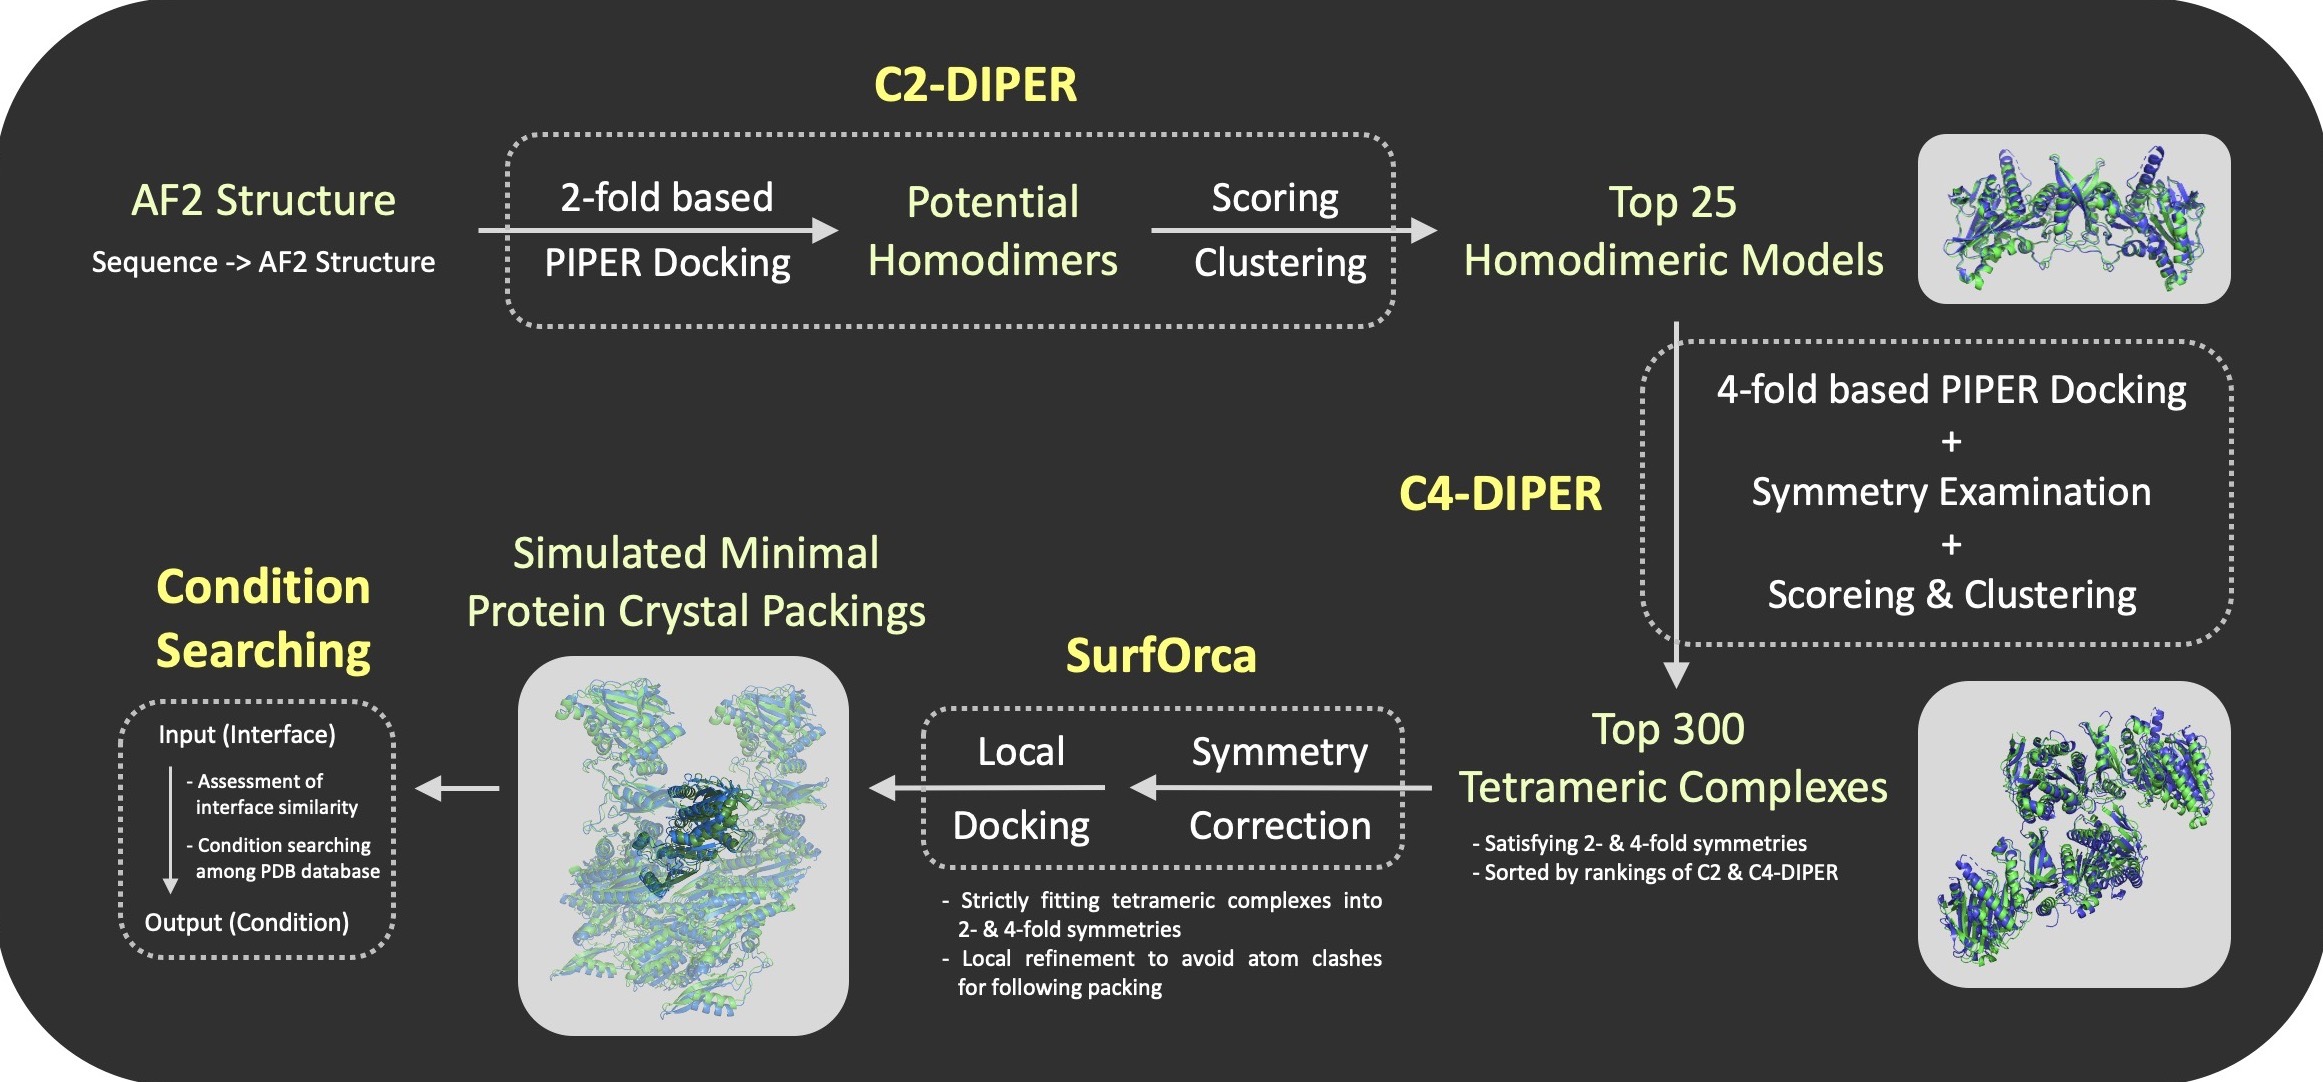 C2-DIPER
AF2 Structure
Sequence -> AF2 Structure
2-fold based
PIPER Docking
Potential
Homodimers
Scoring
Clustering
Top 25
Homodimeric Models
C4-DIPER
4-fold based PIPER Docking
+
Symmetry Examination
+
Scoreing & Clustering
Top 300
Tetrameric Complexes
- Satisfying 2- & 4-fold symmetries
- Sorted by rankings of C2 & C4-DIPER
SurfOrca
Symmetry
Correction
Local
Docking
- Strictly fitting tetrameric complexes into
2- & 4-fold symmetries
- Local refinement to avoid atom clashes
for following packing
Simulated Minimal
Protein Crystal Packings
Condition
Searching
Input (Interface)
- Assessment of
interface similarity
- Condition searching
among PDB database
Output (Condition)